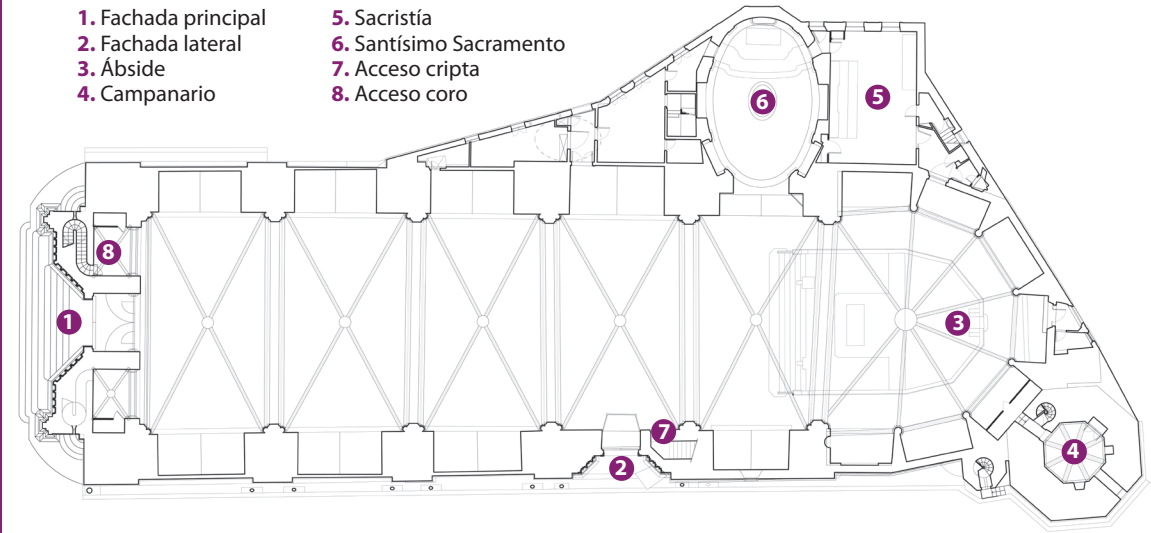 1. Fachada principal
2. Fachada lateral
3. Ábside
4. Campanario
5. Sacristía
6. Santísimo Sacramento
7. Acceso cripta
8. Acceso coro
6
5
8
1
3
7
2
4